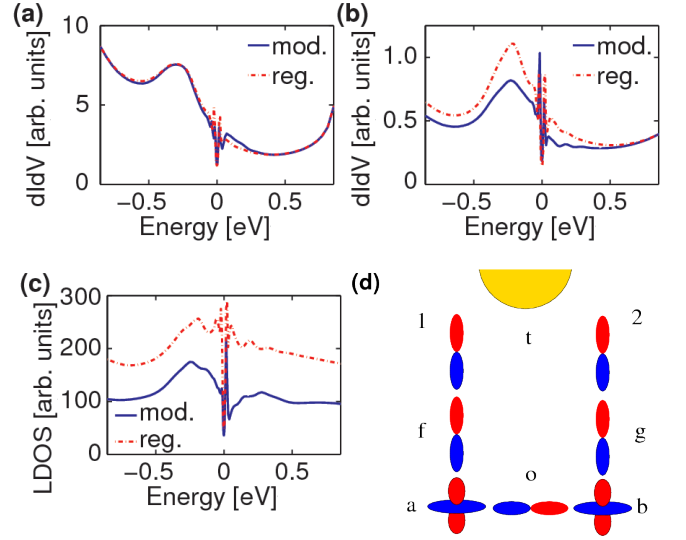 (a)
10
5
0
mod.
reg.
dIdV [arb. units]
−0.5 0 0.5
Energy [eV]
(b)
1.0
0.5
0
mod.
reg.
dIdV [arb. units]
−0.5 0 0.5
Energy [eV]
(c)
300
200
100
0
mod.
reg.
LDOS [arb. units]
−0.5 0 0.5
Energy [eV]
(d)
1 2
t
f g
o
a b